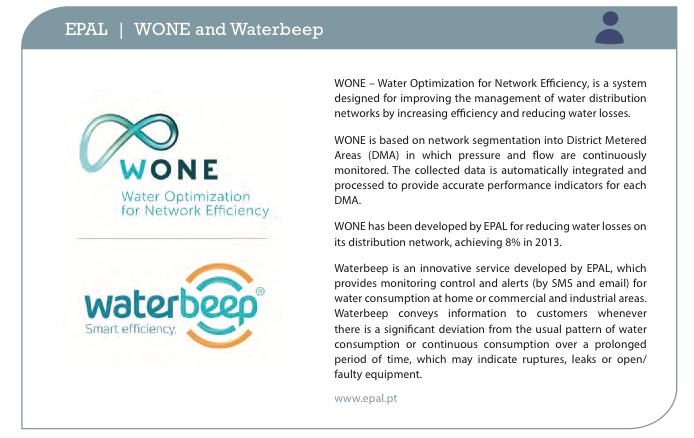 EPAL | WONE and Waterbeep
WONE
Water Optimization
for Network Efficiency
waterbeep®
Smart efficiency.
WONE – Water Optimization for Network Efficiency, is a system
designed for improving the management of water distribution
networks by increasing efficiency and reducing water losses.
WONE is based on network segmentation into District Metered
Areas (DMA) in which pressure and flow are continuously
monitored. The collected data is automatically integrated and
processed to provide accurate performance indicators for each
DMA.
WONE has been developed by EPAL for reducing water losses on
its distribution network, achieving 8% in 2013.
Waterbeep is an innovative service developed by EPAL, which
provides monitoring control and alerts (by SMS and email) for
water consumption at home or commercial and industrial areas.
Waterbeep conveys information to customers whenever
there is a significant deviation from the usual pattern of water
consumption or continuous consumption over a prolonged
period of time, which may indicate ruptures, leaks or open/
faulty equipment.
www.epal.pt